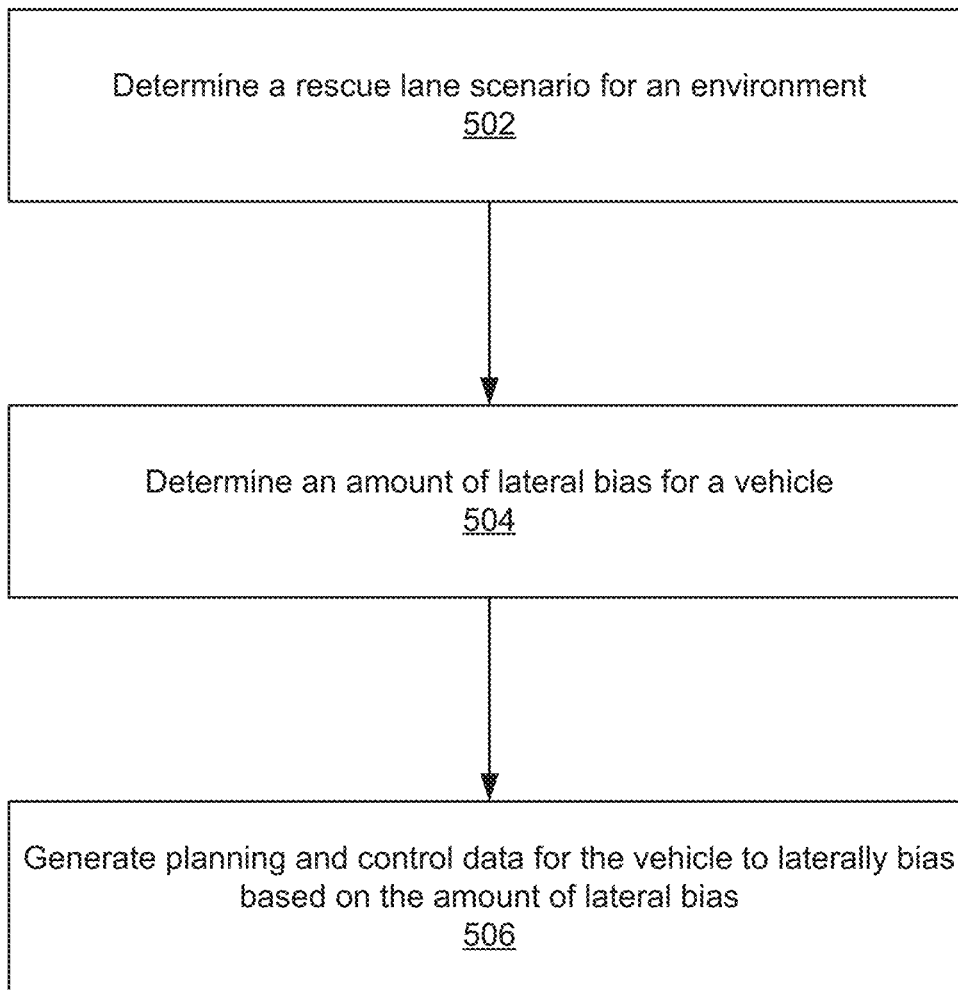 Determine a rescue lane scenario for an environment
502
Determine an amount of lateral bias for a vehicle
504
Generate planning and control data for the vehicle to laterally bias
based on the amount of lateral bias
506